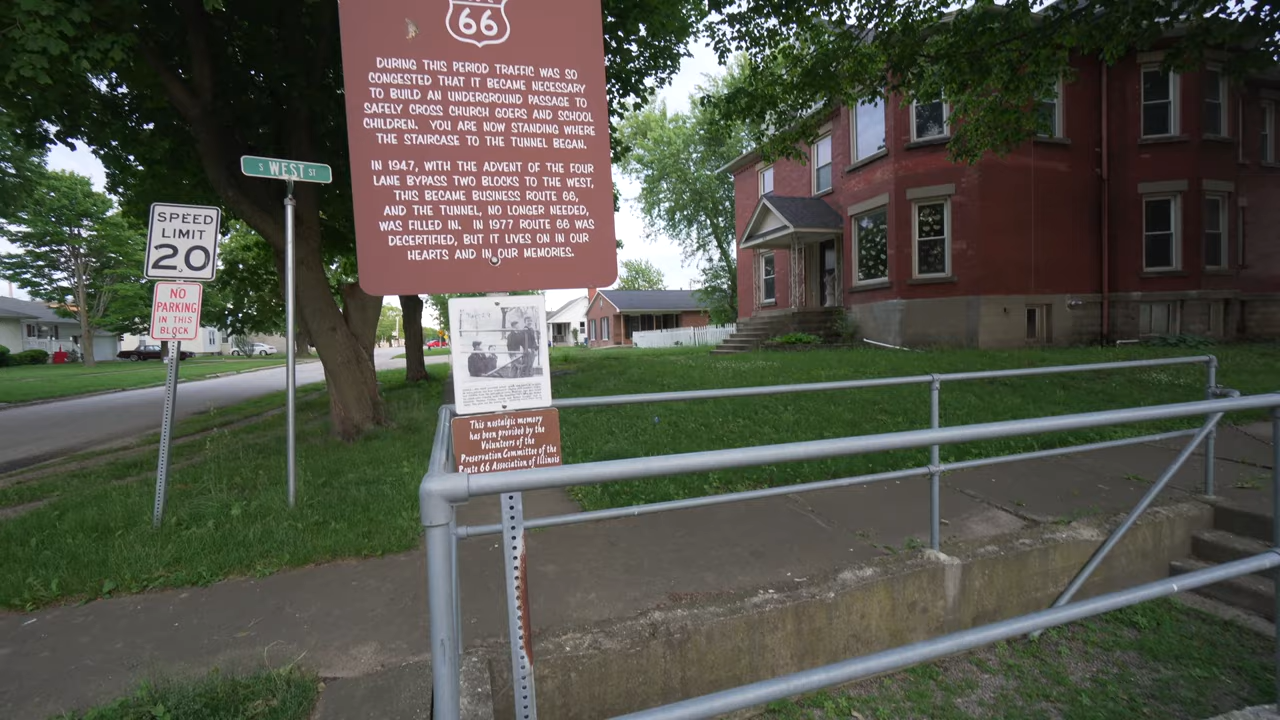 66
DURING THIS PERIOD TRAFFIC WAS SO
CONGESTED THAT IT BECAME NECESSARY
TO BUILD AN UNDERGROUND PASSAGE TO
SAFELY CROSS CHURCH GOERS AND SCHOOL
CHILDREN. YOU ARE NOW STANDING WHERE
THE STAIRCASE TO THE TUNNEL BEGAN.
IN 1947, WITH THE ADVENT OF THE FOUR
LANE BYPASS TWO BLOCKS TO THE WEST,
THIS BECAME BUSINESS ROUTE 66,
AND THE TUNNEL, NO LONGER NEEDED,
WAS FILLED IN. IN 1977 ROUTE 66 WAS
DECERTIFIED, BUT IT LIVES ON IN OUR
HEARTS AND IN OUR MEMORIES.
S WEST ST
SPEED
LIMIT
20
NO
PARKING
IN THIS
BLOCK
This nostalgic memory
has been provided by the
Volunteers of the
Preservation Committee of the
Route 66 Association of Illinois